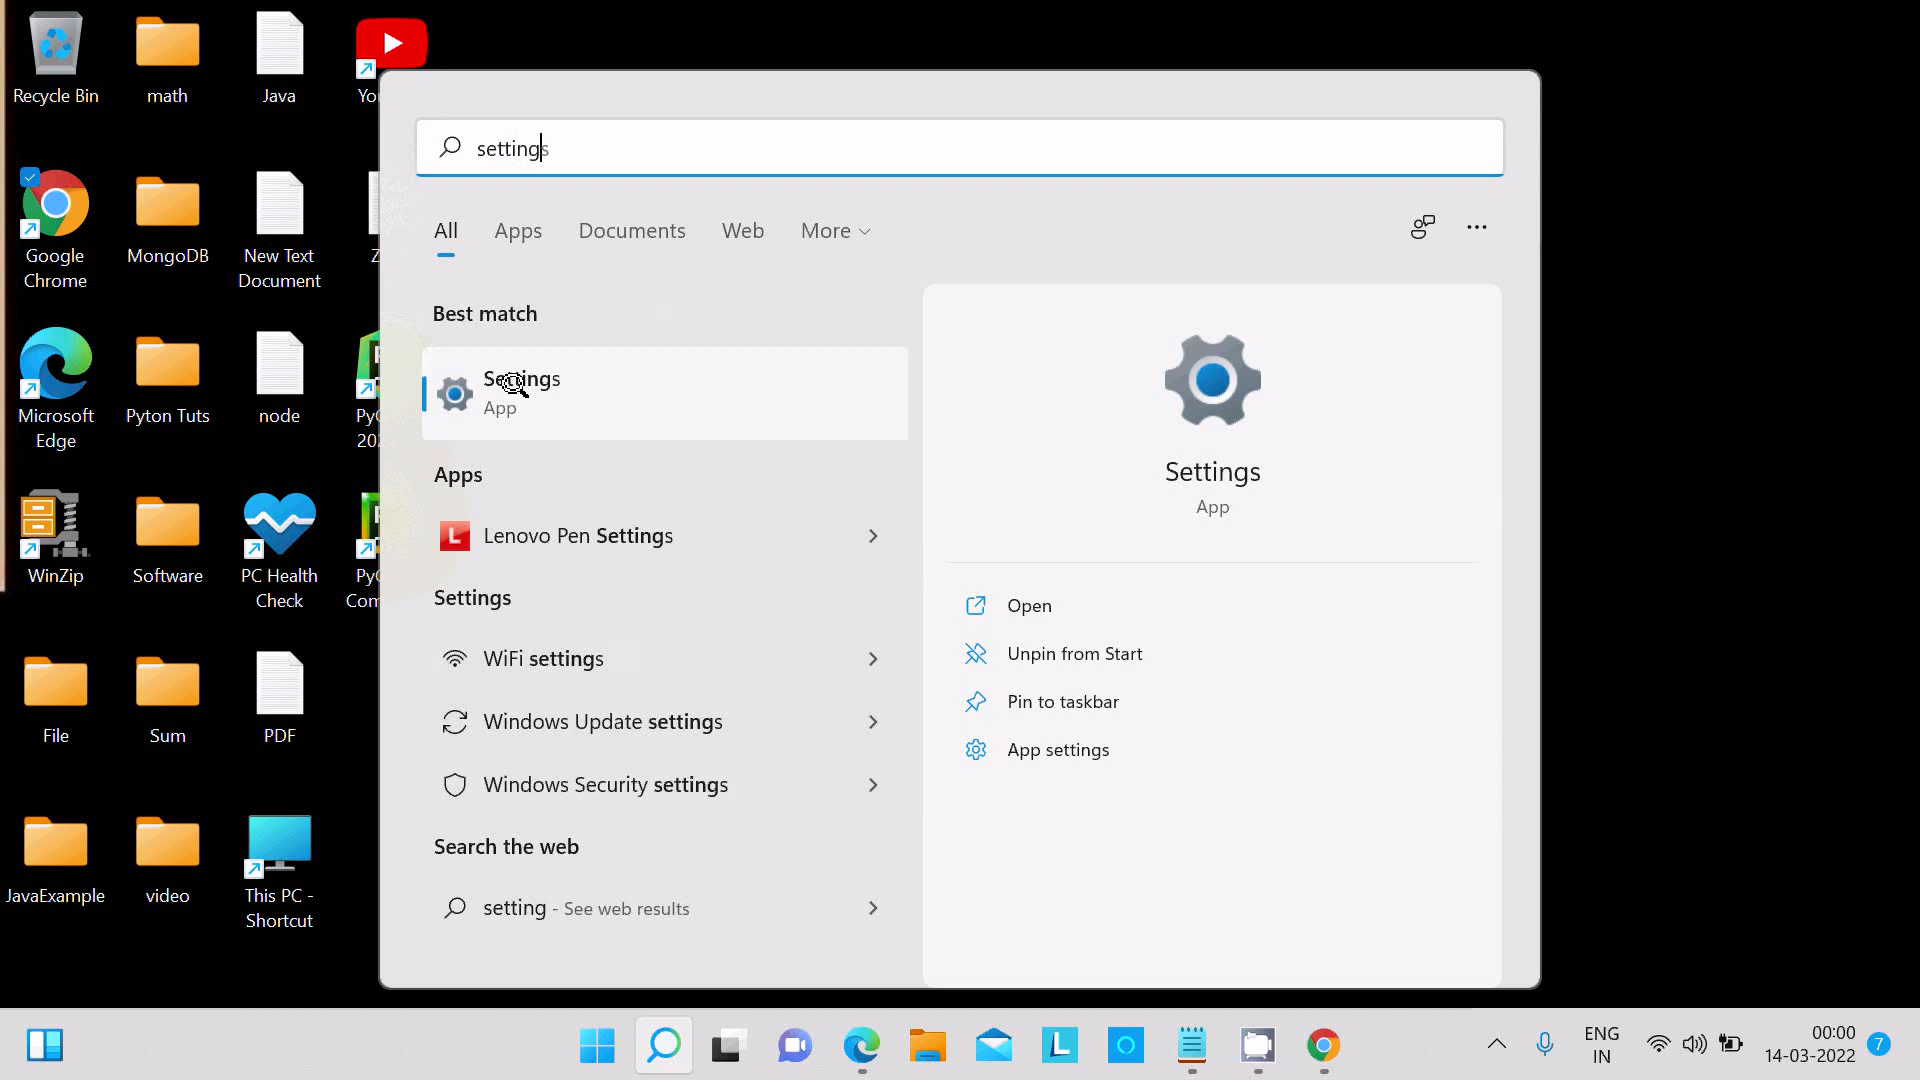 Recycle Bin
math
Java
Google
Chrome
MongoDB
New Text
Document
Microsoft
Edge
Pyton Tuts
node
WinZip
Software
PC Health
Check
File
Sum
PDF
JavaExample
video
This PC -
Shortcut
settings
All
Apps
Documents
Web
More
Best match
Settings
App
Apps
Lenovo Pen Settings
Settings
WiFi settings
Windows Update settings
Windows Security settings
Search the web
setting - See web results
Settings
App
Open
Unpin from Start
Pin to taskbar
App settings
ENG
IN
00:00
14-03-2022
7